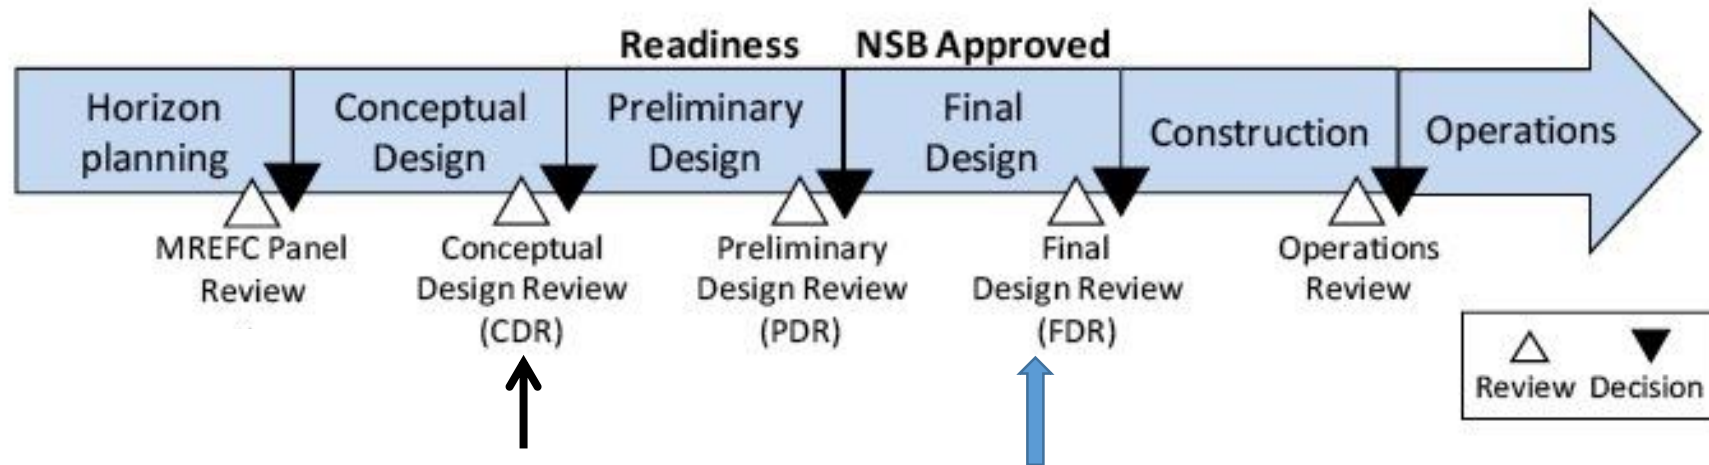 Readiness NSB Approved
Horizon
planning
Conceptual
Design
Preliminary
Design
Final
Design
Construction
Operations
MREFC Panel
Review
Conceptual
Design Review
(CDR)
Preliminary
Design Review
(PDR)
Final
Design Review
(FDR)
Operations
Review
Review Decision